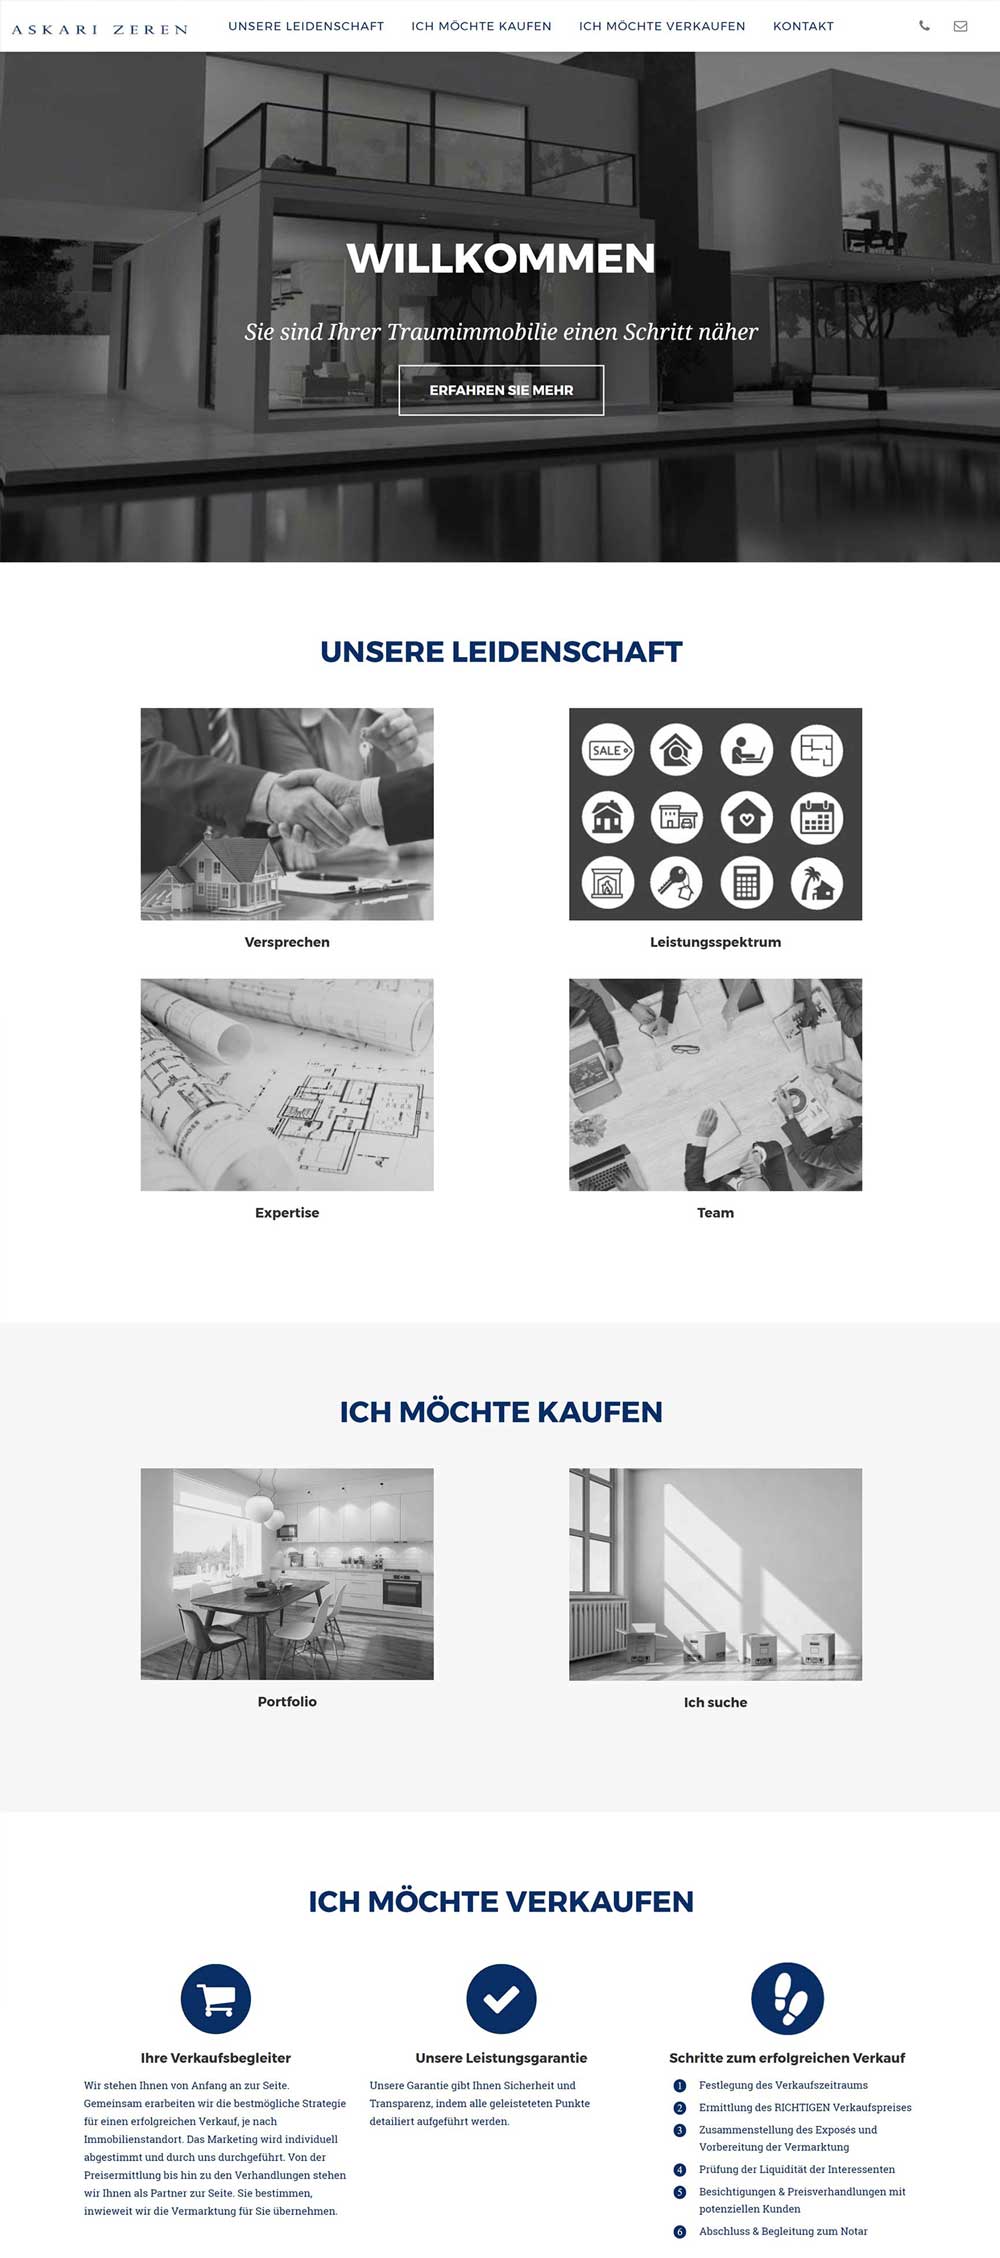 ASKARI ZEREN
UNSERE LEIDENSCHAFT
ICH MÖCHTE KAUFEN
ICH MÖCHTE VERKAUFEN
KONTAKT
WILLKOMMEN
Sie sind Ihrer Traumimmobilie einen Schritt näher
ERFAHREN SIE MEHR
UNSERE LEIDENSCHAFT
SALE
Versprechen
Leistungsspektrum
Expertise
Team
ICH MÖCHTE KAUFEN
Portfolio
Ich suche
ICH MÖCHTE VERKAUFEN
Ihre Verkaufsbegleiter
Wir stehen Ihnen von Anfang an zur Seite.
Gemeinsam erarbeiten wir die bestmögliche Strategie
für einen erfolgreichen Verkauf, je nach
Immobilienstandort. Das Marketing wird individuell
abgestimmt und durch uns durchgeführt. Von der
Preisermittlung bis hin zu den Verhandlungen stehen
wir Ihnen als Partner zur Seite. Sie bestimmen,
inwieweit wir die Vermarktung für Sie übernehmen.
Unsere Leistungsgarantie
Unsere Garantie gibt Ihnen Sicherheit und
Transparenz, indem alle geleisteteten Punkte
detailiert aufgeführt werden.
Schritte zum erfolgreichen Verkauf
1 Festlegung des Verkaufszeitraums
2 Ermittlung des RICHTIGEN Verkaufspreises
3 Zusammenstellung des Exposés und
Vorbereitung der Vermarktung
4 Prüfung der Liquidität der Interessenten
5 Besichtigungen & Preisverhandlungen mit
potenziellen Kunden
6 Abschluss & Begleitung zum Notar